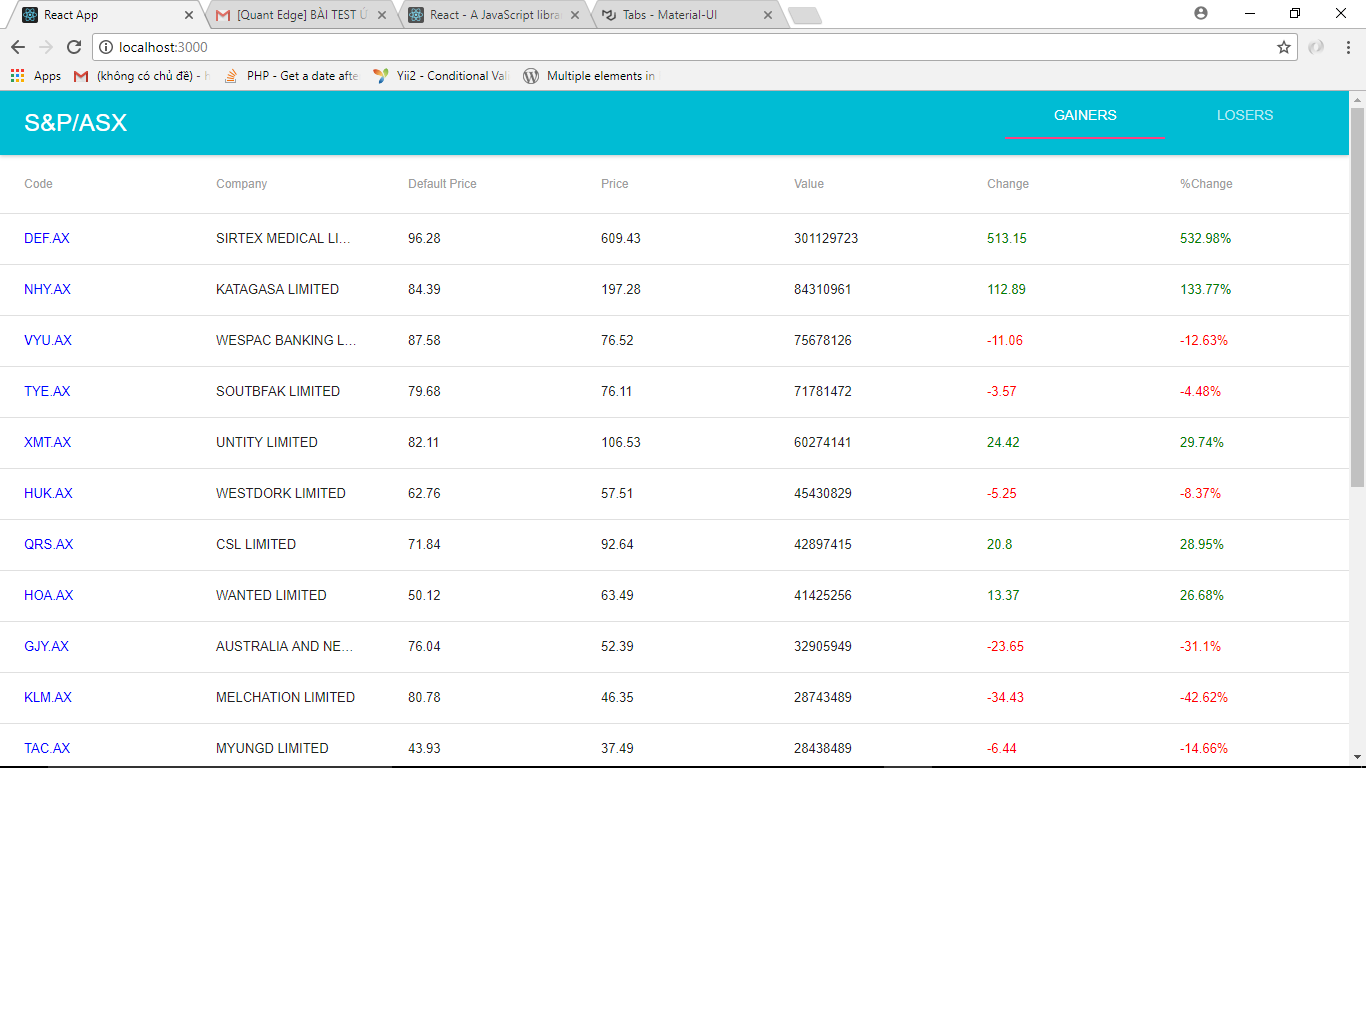 React App
[Quant Edge] BÀI TEST Ứ
React - A JavaScript libra
Tabs - Material-UI
localhost:3000
Apps
(không có chủ đề) - h
PHP - Get a date afte
Yii2 - Conditional Vali
Multiple elements in
S&P/ASX GAINERS LOSERS
Code Company Default Price Price Value Change %Change
DEF.AX SIRTEX MEDICAL LI... 96.28 609.43 301129723 513.15 532.98%
NHY.AX KATAGASA LIMITED 84.39 197.28 84310961 112.89 133.77%
VYU.AX WESPAC BANKING L... 87.58 76.52 75678126 -11.06 -12.63%
TYE.AX SOUTBFAK LIMITED 79.68 76.11 71781472 -3.57 -4.48%
XMT.AX UNTITY LIMITED 82.11 106.53 60274141 24.42 29.74%
HUK.AX WESTDORK LIMITED 62.76 57.51 45430829 -5.25 -8.37%
QRS.AX CSL LIMITED 71.84 92.64 42897415 20.8 28.95%
HOA.AX WANTED LIMITED 50.12 63.49 41425256 13.37 26.68%
GJY.AX AUSTRALIA AND NE... 76.04 52.39 32905949 -23.65 -31.1%
KLM.AX MELCHATION LIMITED 80.78 46.35 28743489 -34.43 -42.62%
TAC.AX MYUNGD LIMITED 43.93 37.49 28438489 -6.44 -14.66%